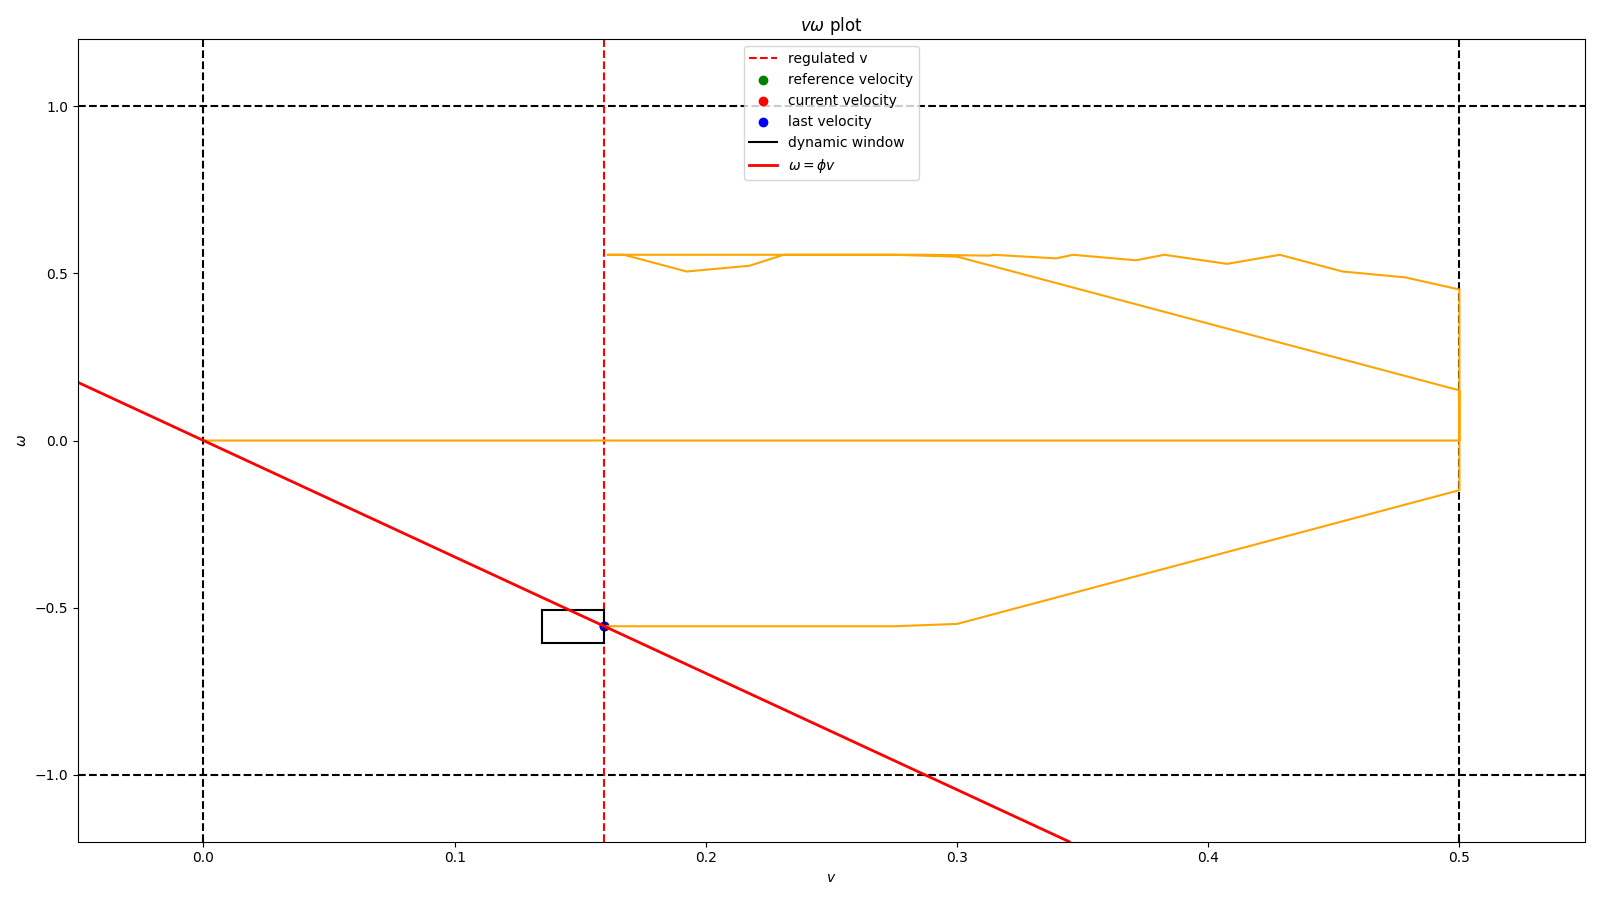 vω plot
regulated v
reference velocity
current velocity
last velocity
dynamic window
ω = ϕv
1.0
0.5
0.0
−0.5
−1.0
ω
0.0 0.1 0.2 0.3 0.4 0.5
v